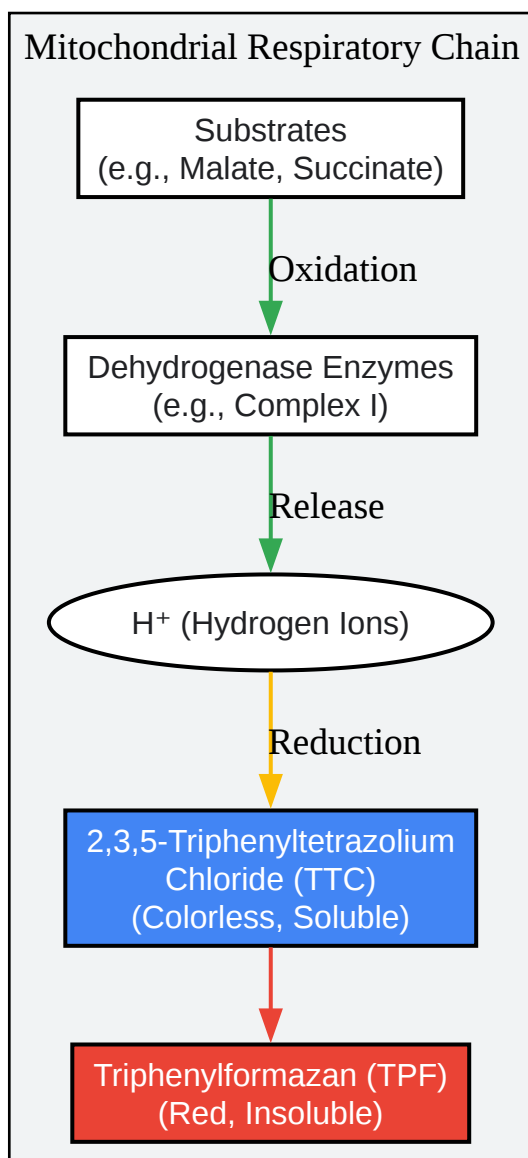 Mitochondrial Respiratory Chain
Substrates
(e.g., Malate, Succinate)
Oxidation
Dehydrogenase Enzymes
(e.g., Complex I)
Release
H⁺ (Hydrogen Ions)
Reduction
2,3,5-Triphenyltetrazolium
Chloride (TTC)
(Colorless, Soluble)
Triphenylformazan (TPF)
(Red, Insoluble)